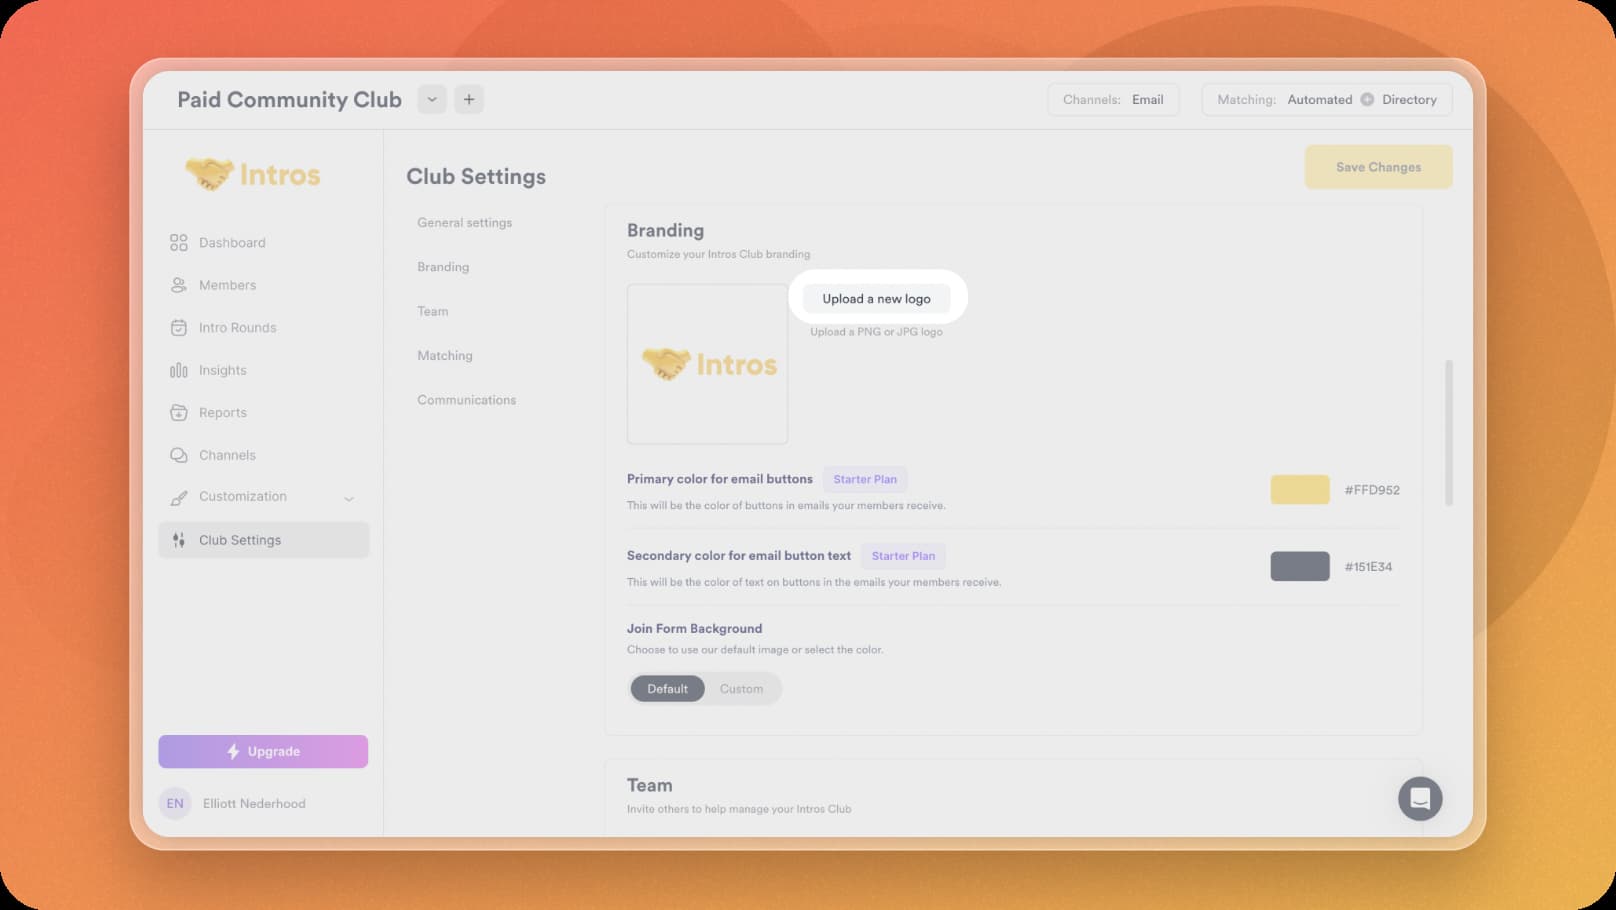 Paid Community Club
Channels: Email
Matching: Automated Directory
Intros
Dashboard
Members
Intro Rounds
Insights
Reports
Channels
Customization
Club Settings
Upgrade
EN Elliott Nederhood
Club Settings
Save Changes
General settings
Branding
Team
Matching
Communications
Branding
Customize your Intros Club branding
Intros
Upload a new logo
Upload a PNG or JPG logo
Primary color for email buttons Starter Plan
This will be the color of buttons in emails your members receive.
#FFD952
Secondary color for email button text Starter Plan
This will be the color of text on buttons in the emails your members receive.
#151E34
Join Form Background
Choose to use our default image or select the color.
Default Custom
Team
Invite others to help manage your Intros Club